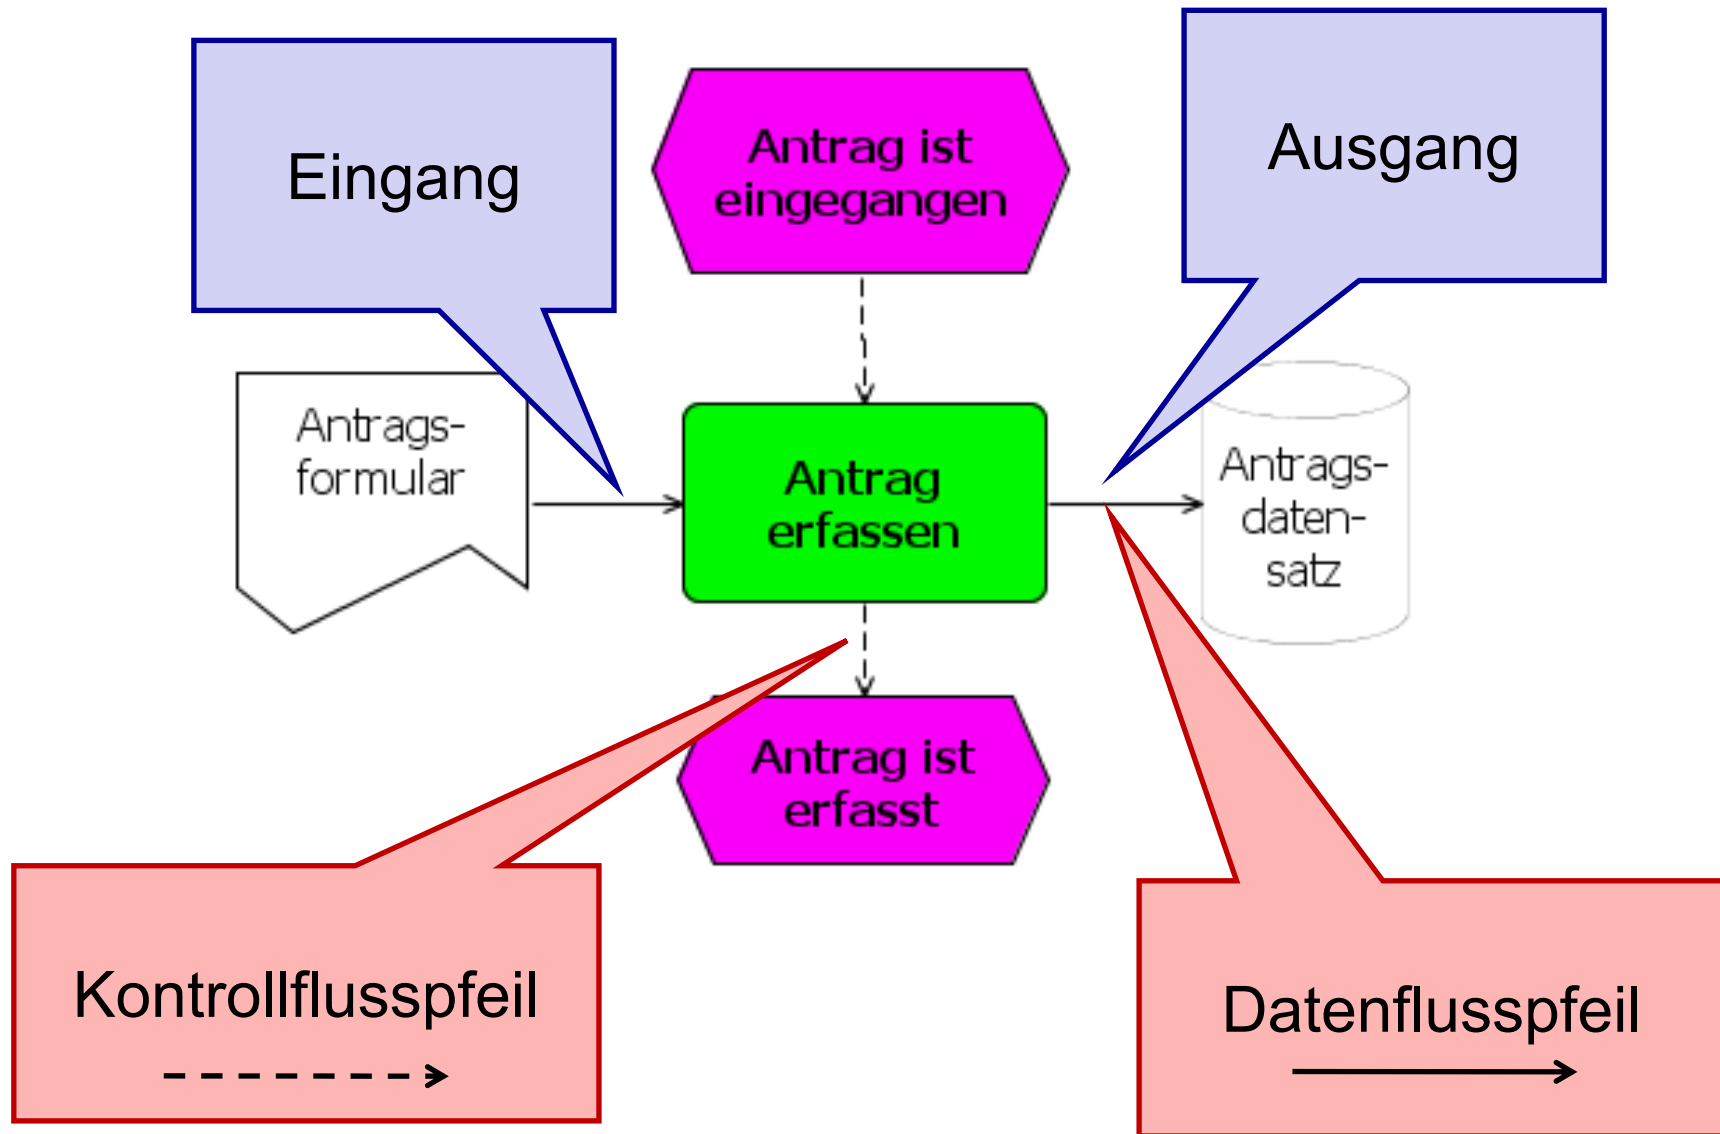 Eingang
Antrag ist
eingegangen
Ausgang
Antrags-
formular
Antrag
erfassen
Antrags-
daten-
satz
Antrag ist
erfasst
Kontrollflusspfeil
Datenflusspfeil